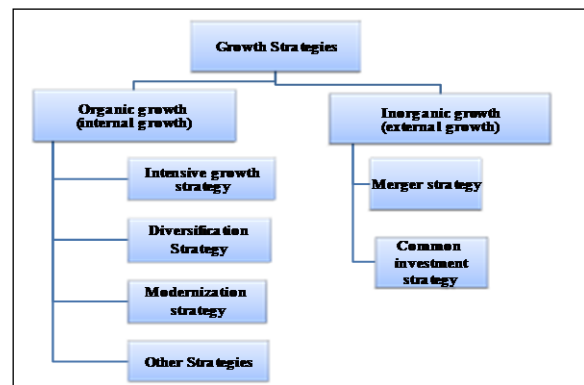 Growth Strategies
Organic growth
(internal growth)
Inorganic growth
(external growth)
Intensive growth
strategy
Diversification
Strategy
Modernization
strategy
Other Strategies
Merger strategy
Common
investment
strategy